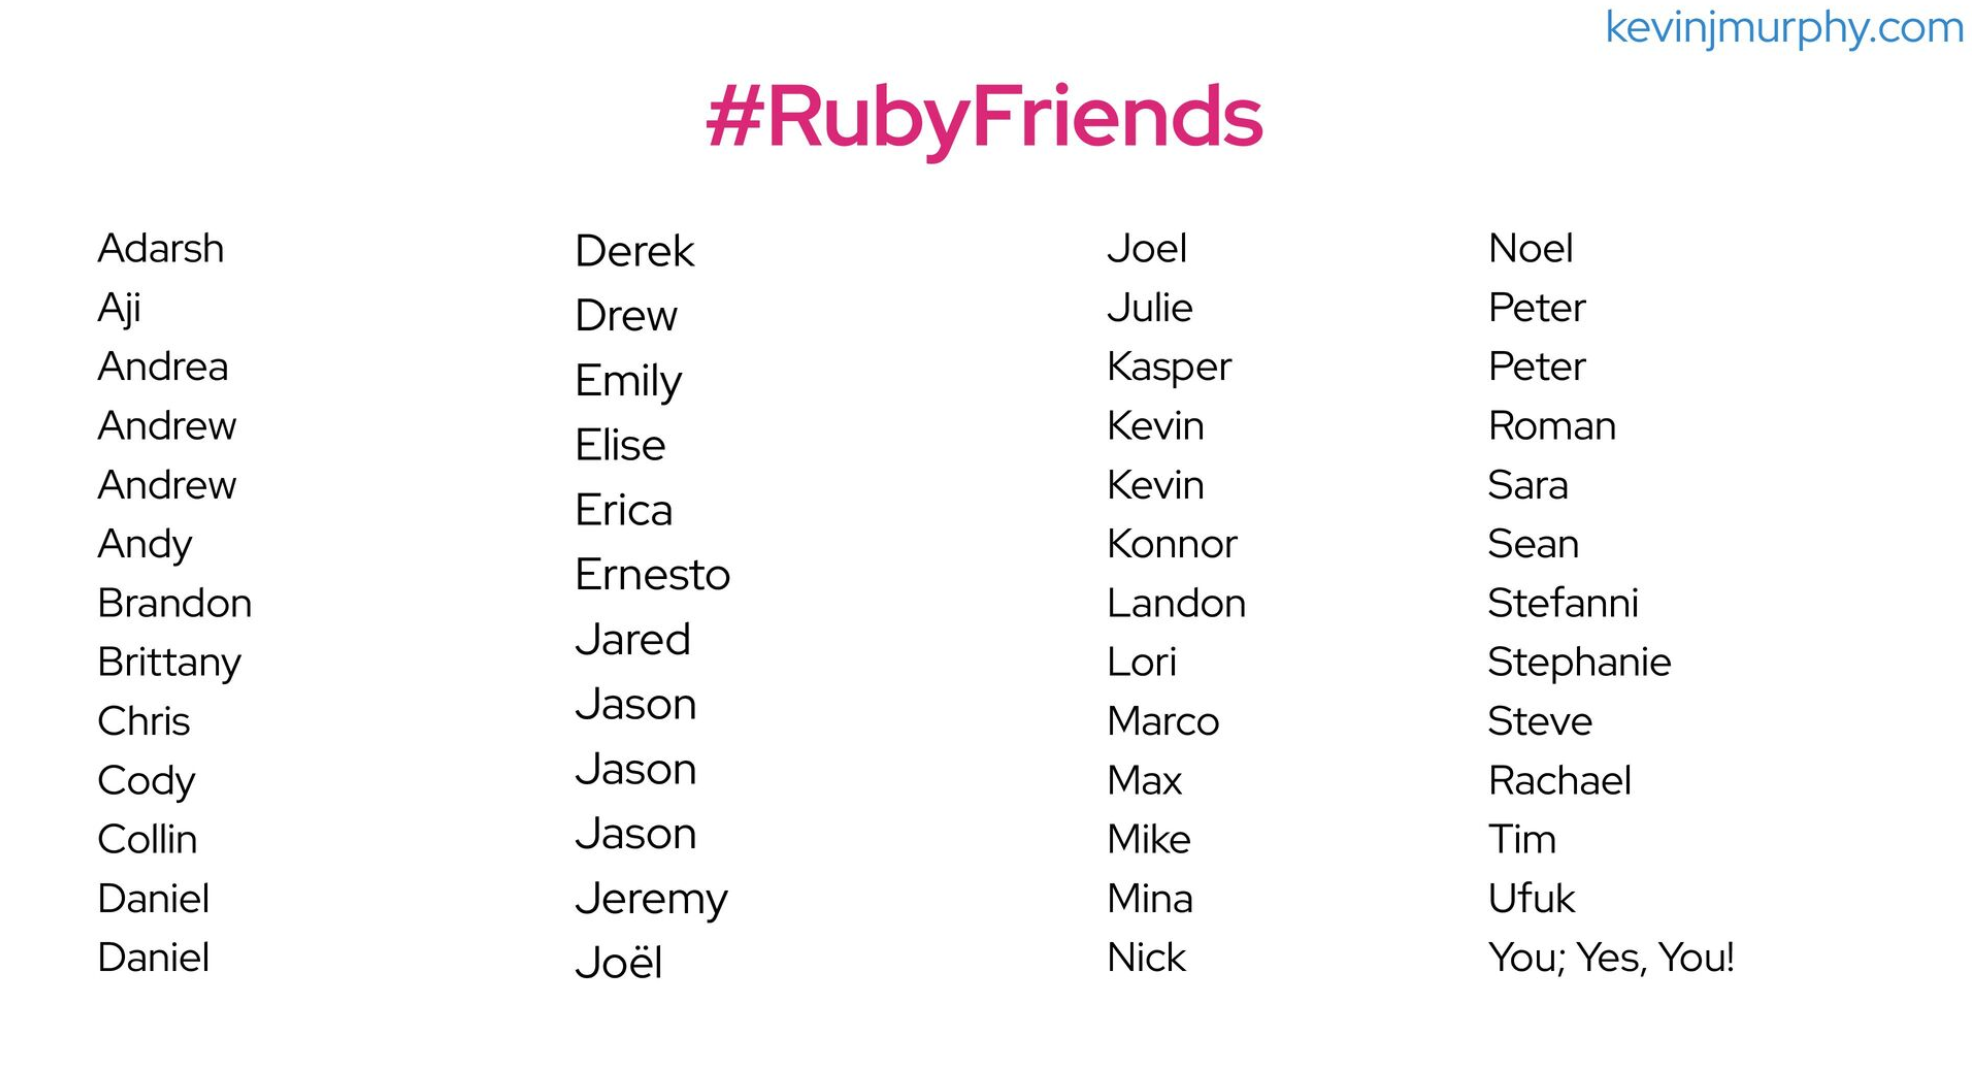 kevinjmurphy.com
#RubyFriends
Adarsh
Aji
Andrea
Andrew
Andrew
Andy
Brandon
Brittany
Chris
Cody
Collin
Daniel
Daniel
Derek
Drew
Emily
Elise
Erica
Ernesto
Jared
Jason
Jason
Jason
Jeremy
Joël
Joel
Julie
Kasper
Kevin
Kevin
Konnor
Landon
Lori
Marco
Max
Mike
Mina
Nick
Noel
Peter
Peter
Roman
Sara
Sean
Stefanni
Stephanie
Steve
Rachael
Tim
Ufuk
You; Yes, You!